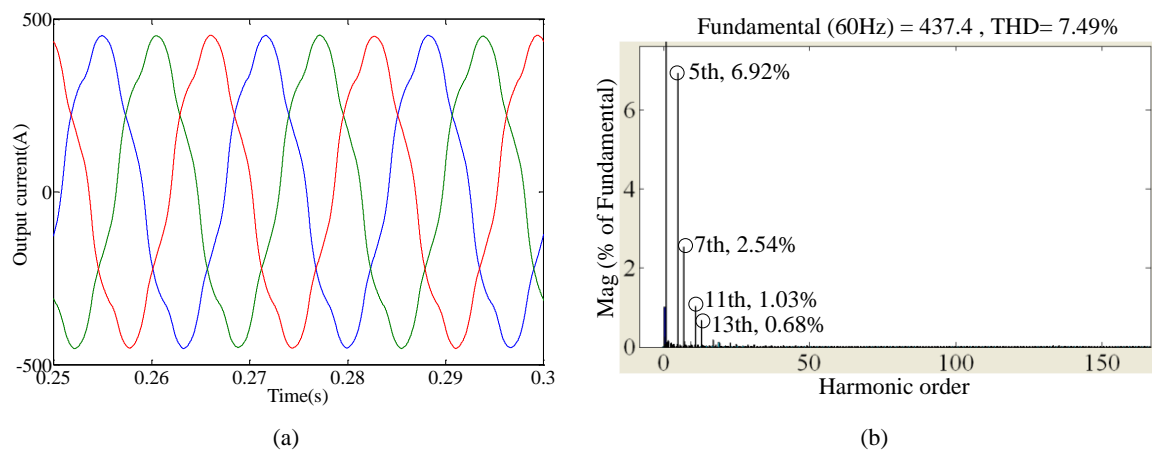 500
0
-500
Output current(A)
0.25
0.26
0.27
0.28
0.29
0.3
Time(s)
(a)
Fundamental (60Hz) = 437.4 , THD= 7.49%
5th, 6.92%
7th, 2.54%
11th, 1.03%
13th, 0.68%
6
4
2
0
Mag (% of Fundamental)
0
50
100
150
Harmonic order
(b)